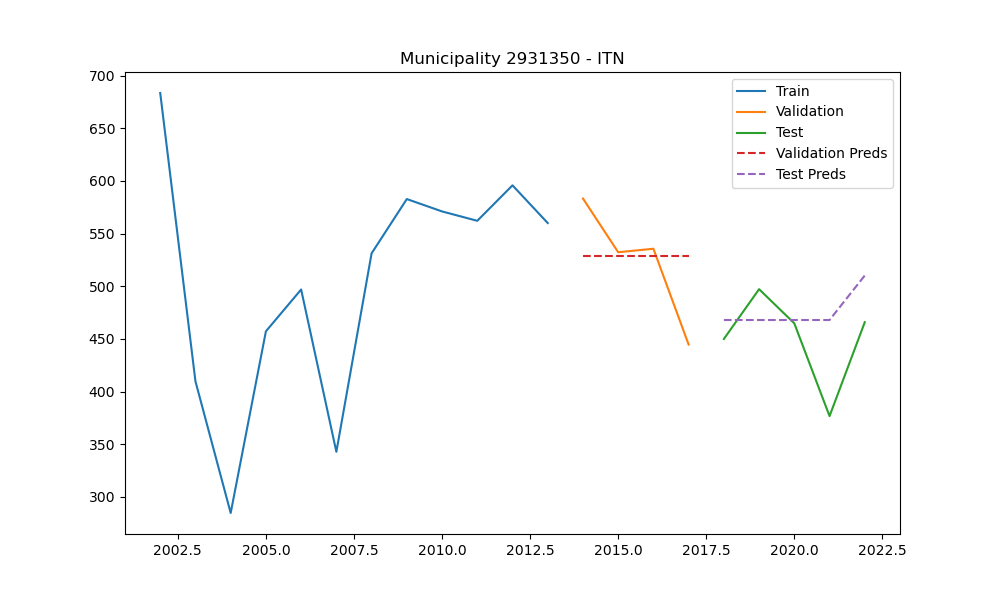 Municipality 2931350 - ITN
700
650
600
550
500
450
400
350
300
Train
Validation
Test
Validation Preds
Test Preds
2002.5 2005.0 2007.5 2010.0 2012.5 2015.0 2017.5 2020.0 2022.5